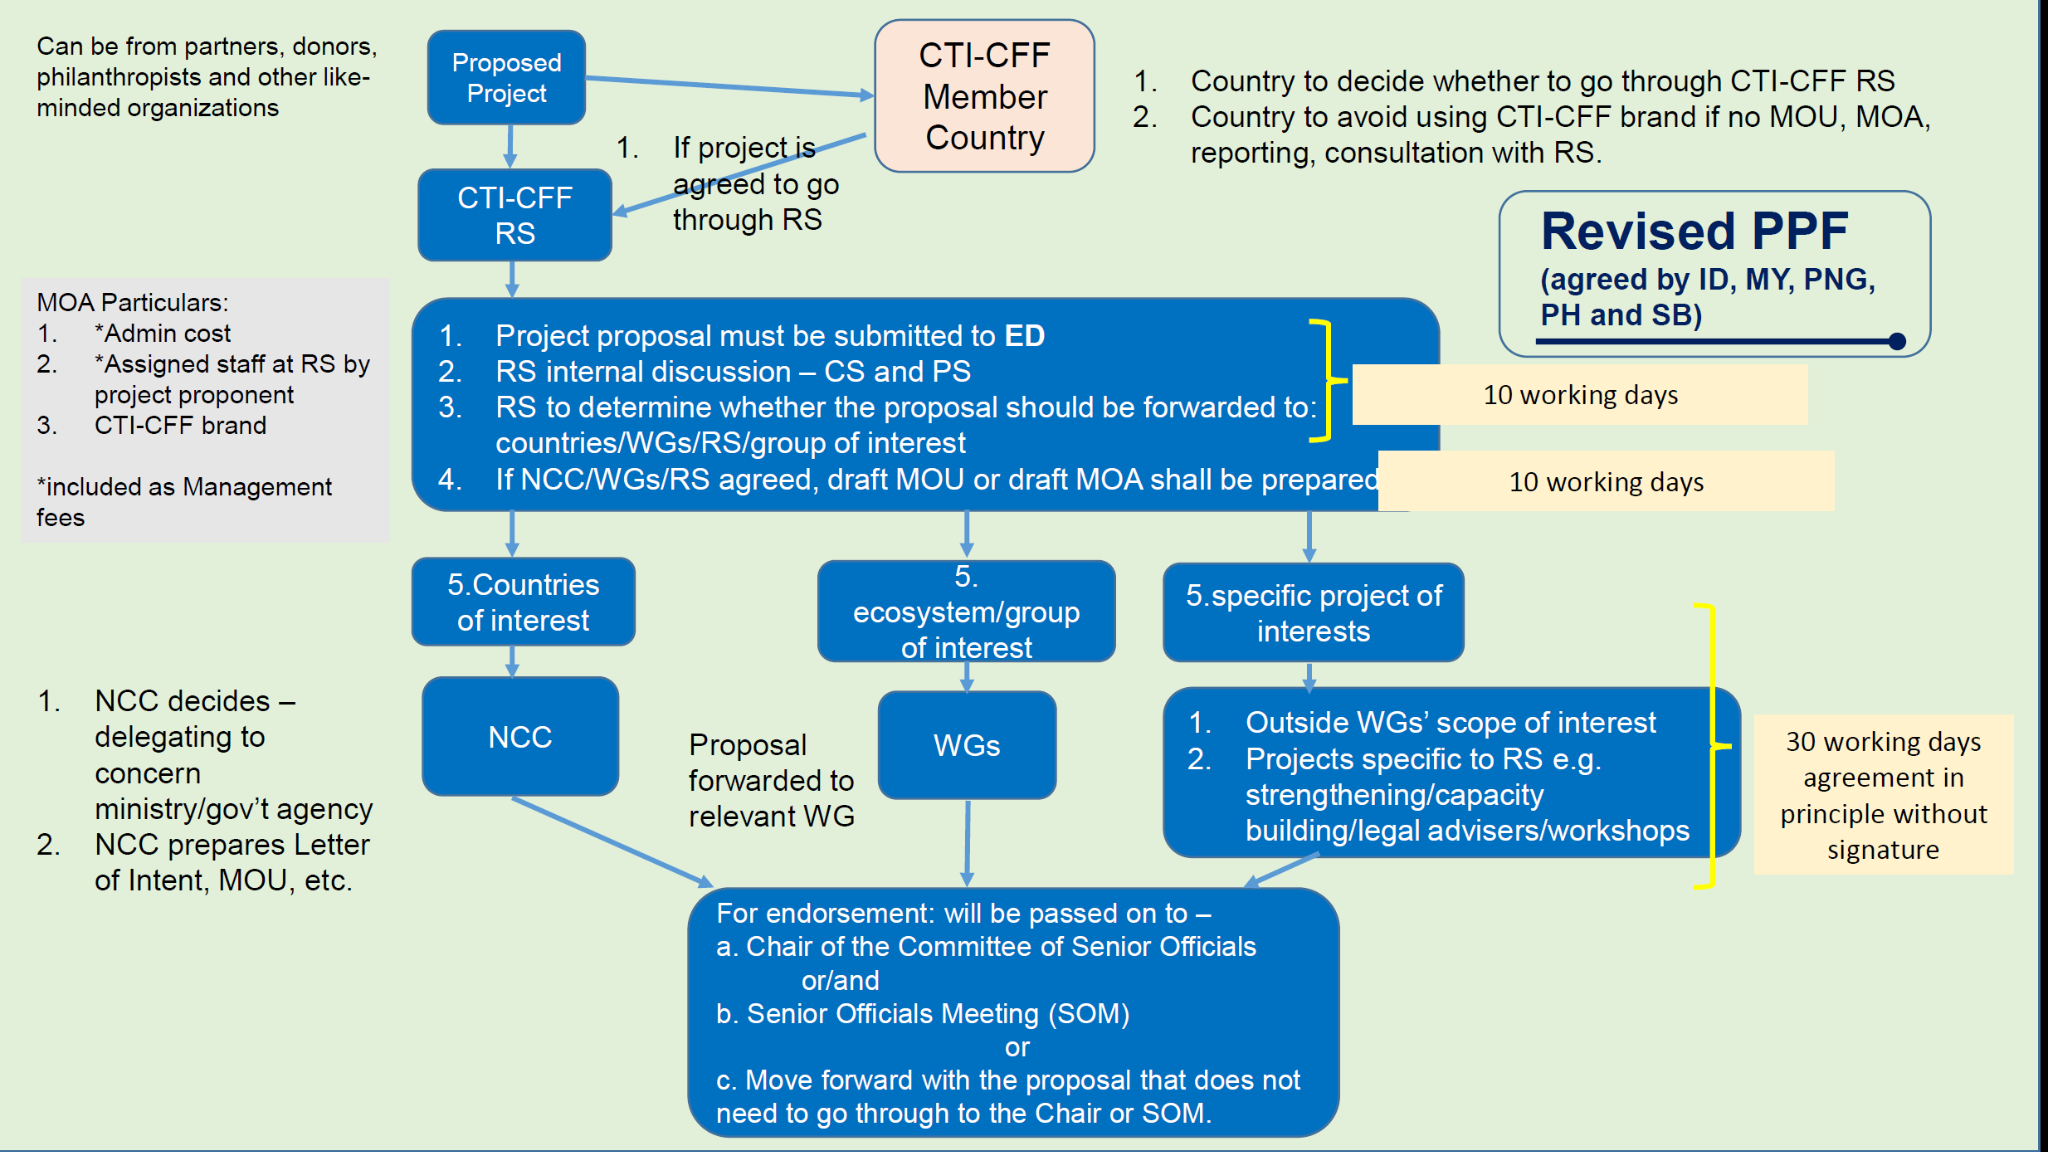 Can be from partners, donors,
philanthropists and other like-
minded organizations
Proposed
Project
CTI-CFF
Member
Country
1. Country to decide whether to go through CTI-CFF RS
2. Country to avoid using CTI-CFF brand if no MOU, MOA,
reporting, consultation with RS.
1. If project is
agreed to go
through RS
CTI-CFF
RS
Revised PPF
(agreed by ID, MY, PNG,
PH and SB)
MOA Particulars:
1. *Admin cost
2. *Assigned staff at RS by
project proponent
3. CTI-CFF brand
*included as Management
fees
1. Project proposal must be submitted to ED
2. RS internal discussion – CS and PS
3. RS to determine whether the proposal should be forwarded to:
countries/WGs/RS/group of interest
4. If NCC/WGs/RS agreed, draft MOU or draft MOA shall be prepared
10 working days
10 working days
5.Countries
of interest
5.
ecosystem/group
of interest
5.specific project of
interests
1. NCC decides –
delegating to
concern
ministry/gov’t agency
2. NCC prepares Letter
of Intent, MOU, etc.
NCC
Proposal
forwarded to
relevant WG
WGs
1. Outside WGs’ scope of interest
2. Projects specific to RS e.g.
strengthening/capacity
building/legal advisers/workshops
30 working days
agreement in
principle without
signature
For endorsement: will be passed on to –
a. Chair of the Committee of Senior Officials
or/and
b. Senior Officials Meeting (SOM)
or
c. Move forward with the proposal that does not
need to go through to the Chair or SOM.